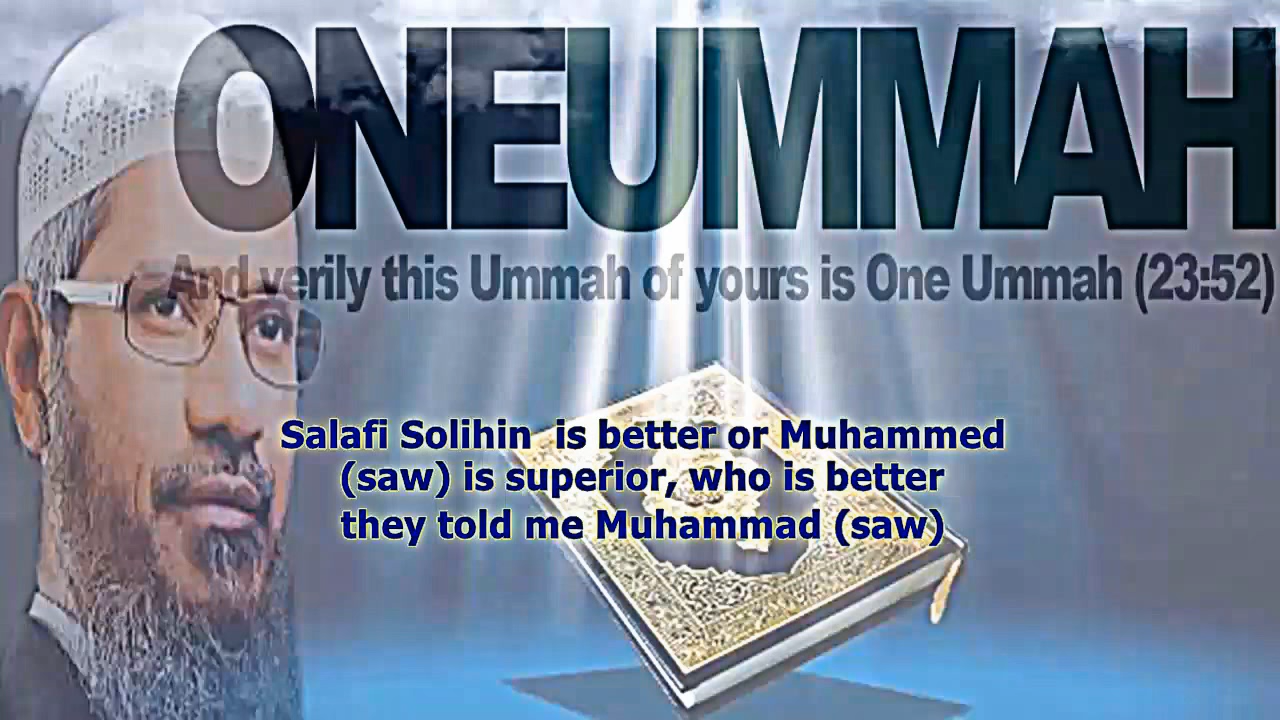 ONEUMMAH
And verily this Ummah of yours is One Ummah (23:52)
Salafi Solihin is better or Muhammed
(saw) is superior, who is better
they told me Muhammad (saw)